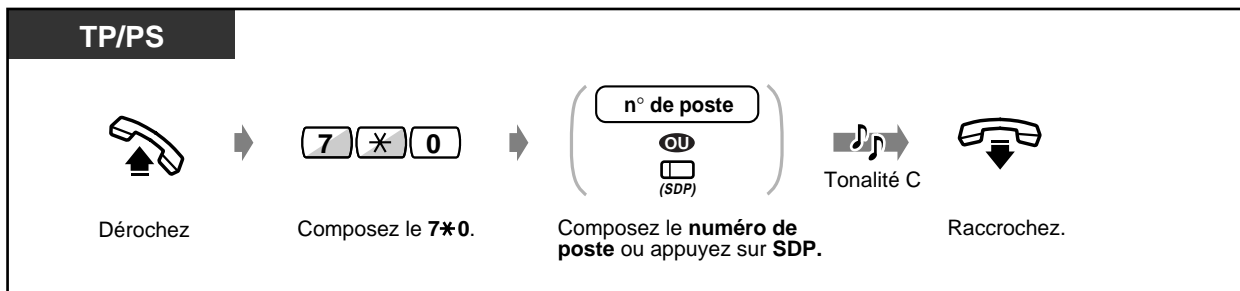 TP/PS
7 ✳ 0
n° de poste
OU
(SDP)
Tonalité C
Dérochez
Composez le 7✳0.
Composez le numéro de
poste ou appuyez sur SDP.
Raccrochez.